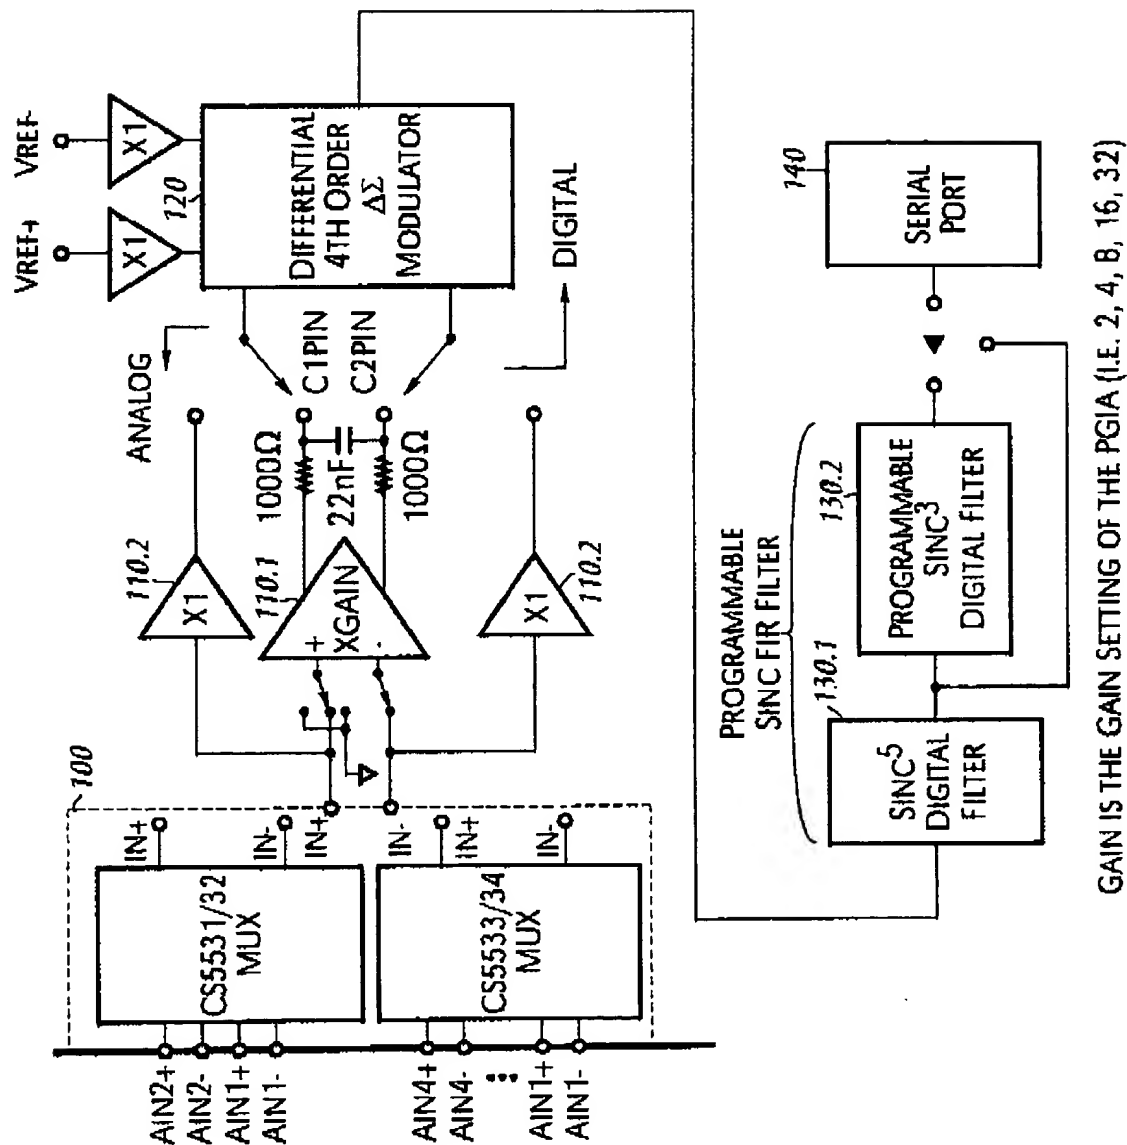 VREF+
VREF-
X1
X1
120
DIFFERENTIAL
4TH ORDER
ΔΣ
MODULATOR
ANALOG
DIGITAL
C1PIN
C2PIN
1000Ω
22nF
1000Ω
110.2
X1
110.1
+
XGAIN
-
110.2
X1
100
IN+
IN-
IN+
IN-
IN+
IN-
CS5531/32
MUX
CS5533/34
MUX
AIN2+
AIN2-
AIN1+
AIN1-
AIN4+
AIN4-
AIN1+
AIN1-
PROGRAMMABLE
SINC FIR FILTER
130.1
SINC5
DIGITAL
FILTER
130.2
PROGRAMMABLE
SINC3
DIGITAL FILTER
140
SERIAL
PORT
GAIN IS THE GAIN SETTING OF THE PGIA (I.E. 2, 4, B, 16, 32)